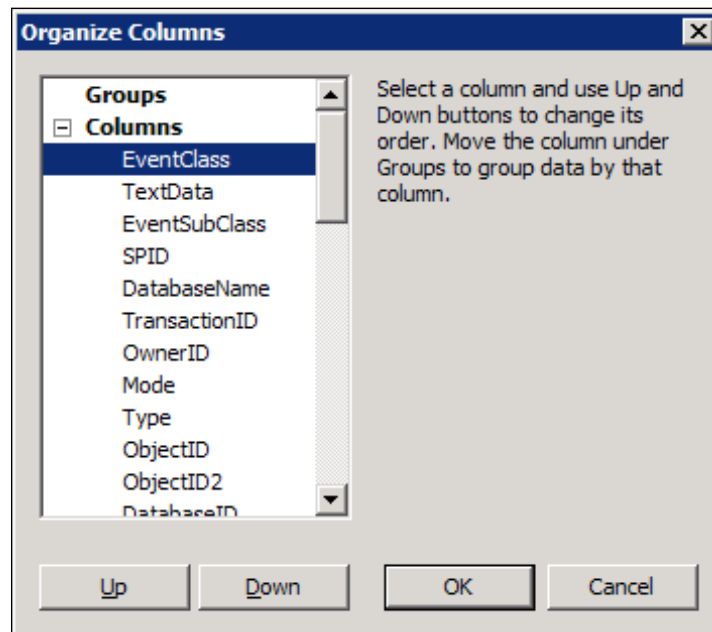 Organize Columns
Groups
Columns
EventClass
TextData
EventSubClass
SPID
DatabaseName
TransactionID
OwnerID
Mode
Type
ObjectID
ObjectID2
DatabaseID
Select a column and use Up and
Down buttons to change its
order. Move the column under
Groups to group data by that
column.
Up
Down
OK
Cancel